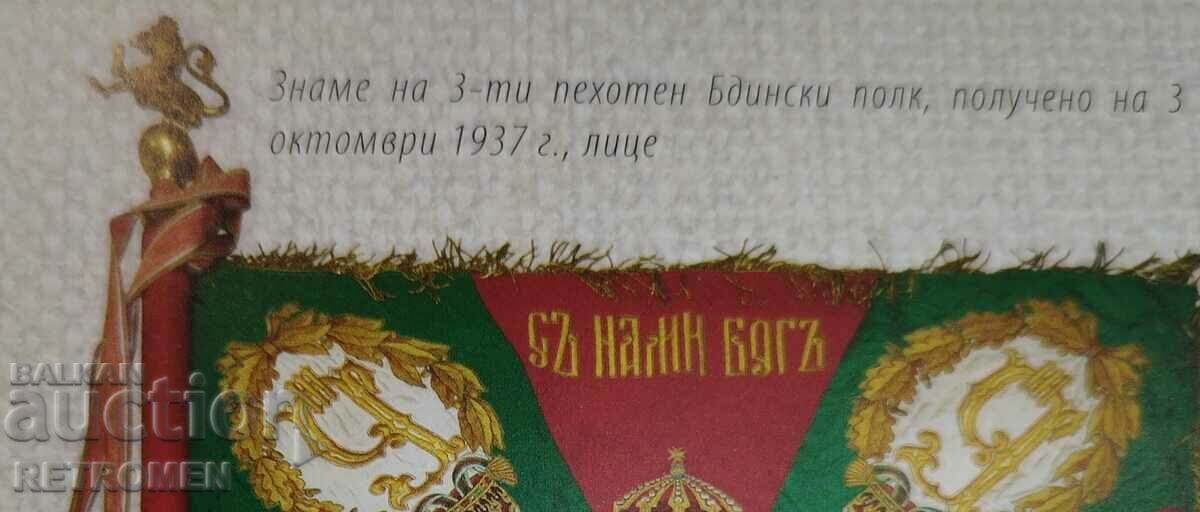 Знаме на 3-ти пехотен Бдински полк, получено на 3
октомври 1937 г., лице
СЪ НАМИ БОГЪ
BALKAN
auction
RETROMEN